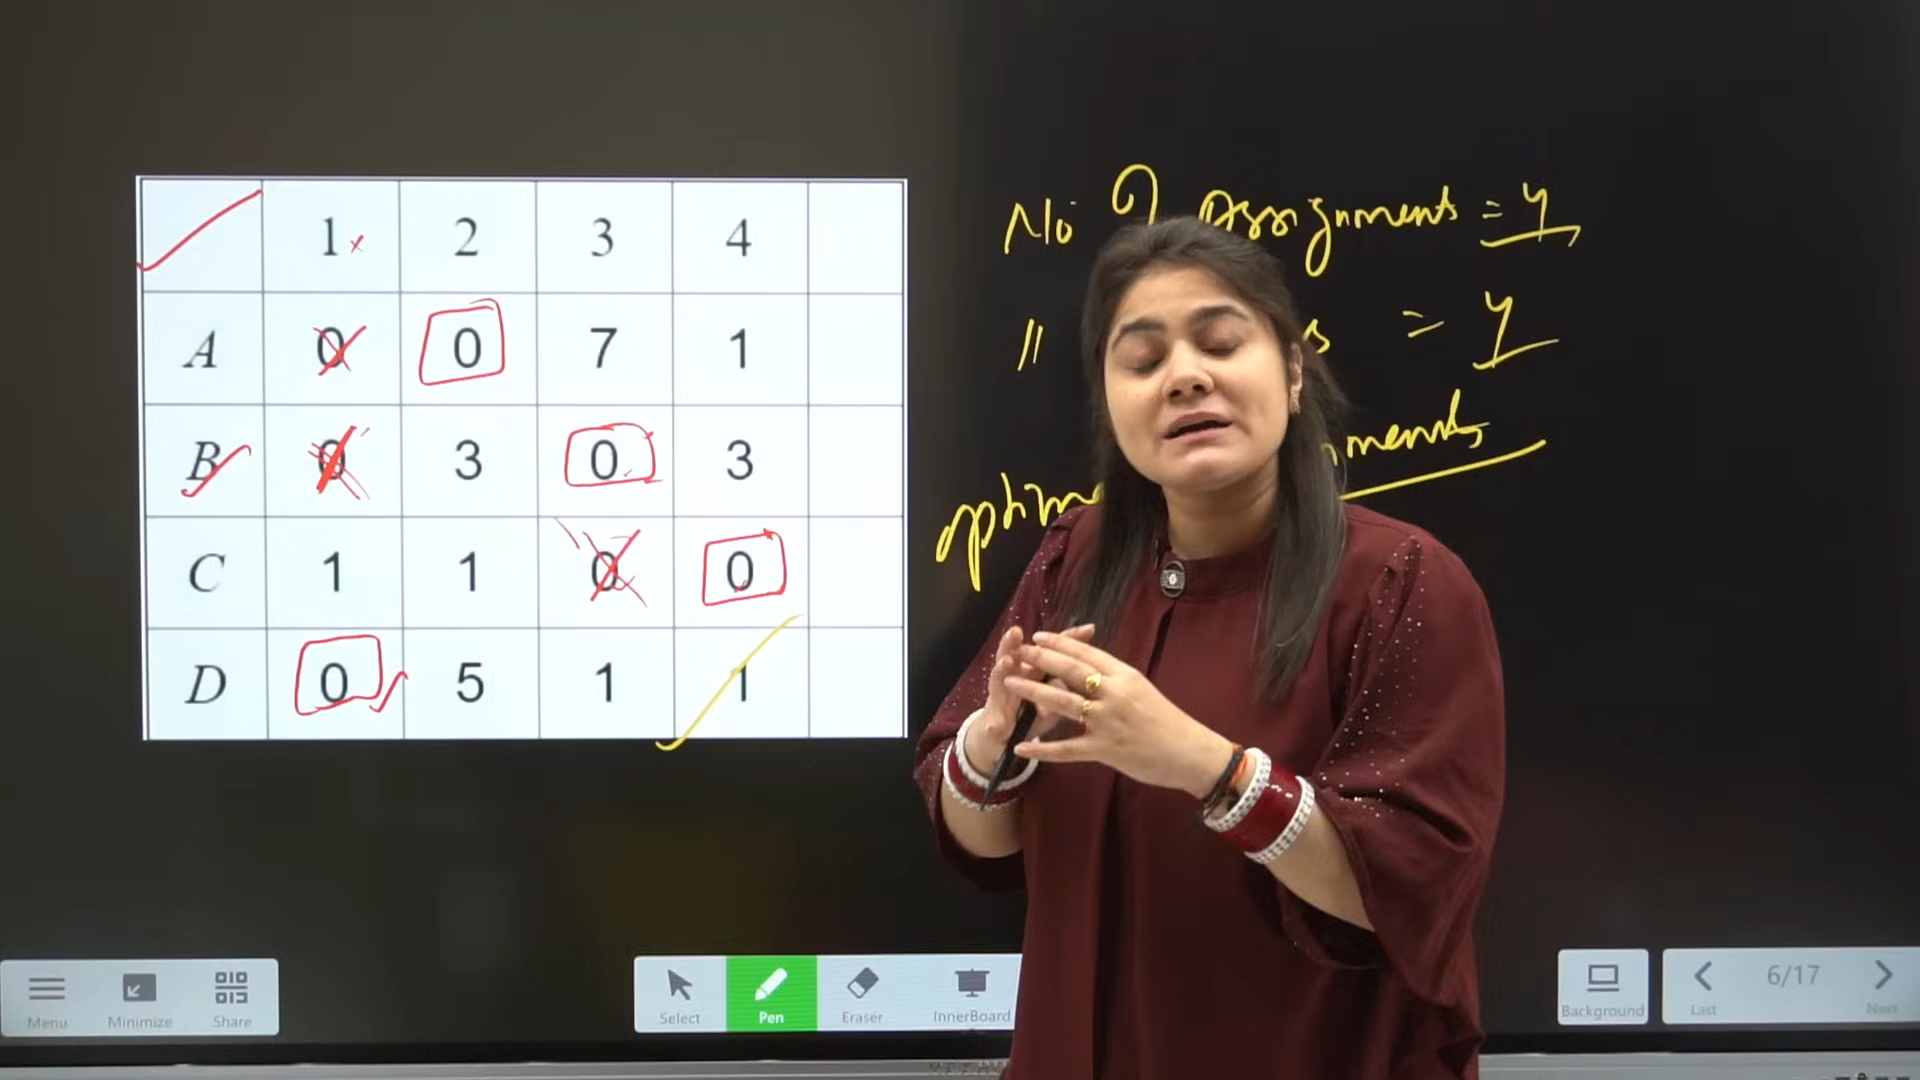 1 2 3 4
A 0 0 7 1
B 0 3 0 3
C 1 1 0 0
D 0 5 1 1
No of Assignments = 4
" = 4
Menu Minimize Share
Select Pen Eraser InnerBoard
Background
Last 6/17 Next